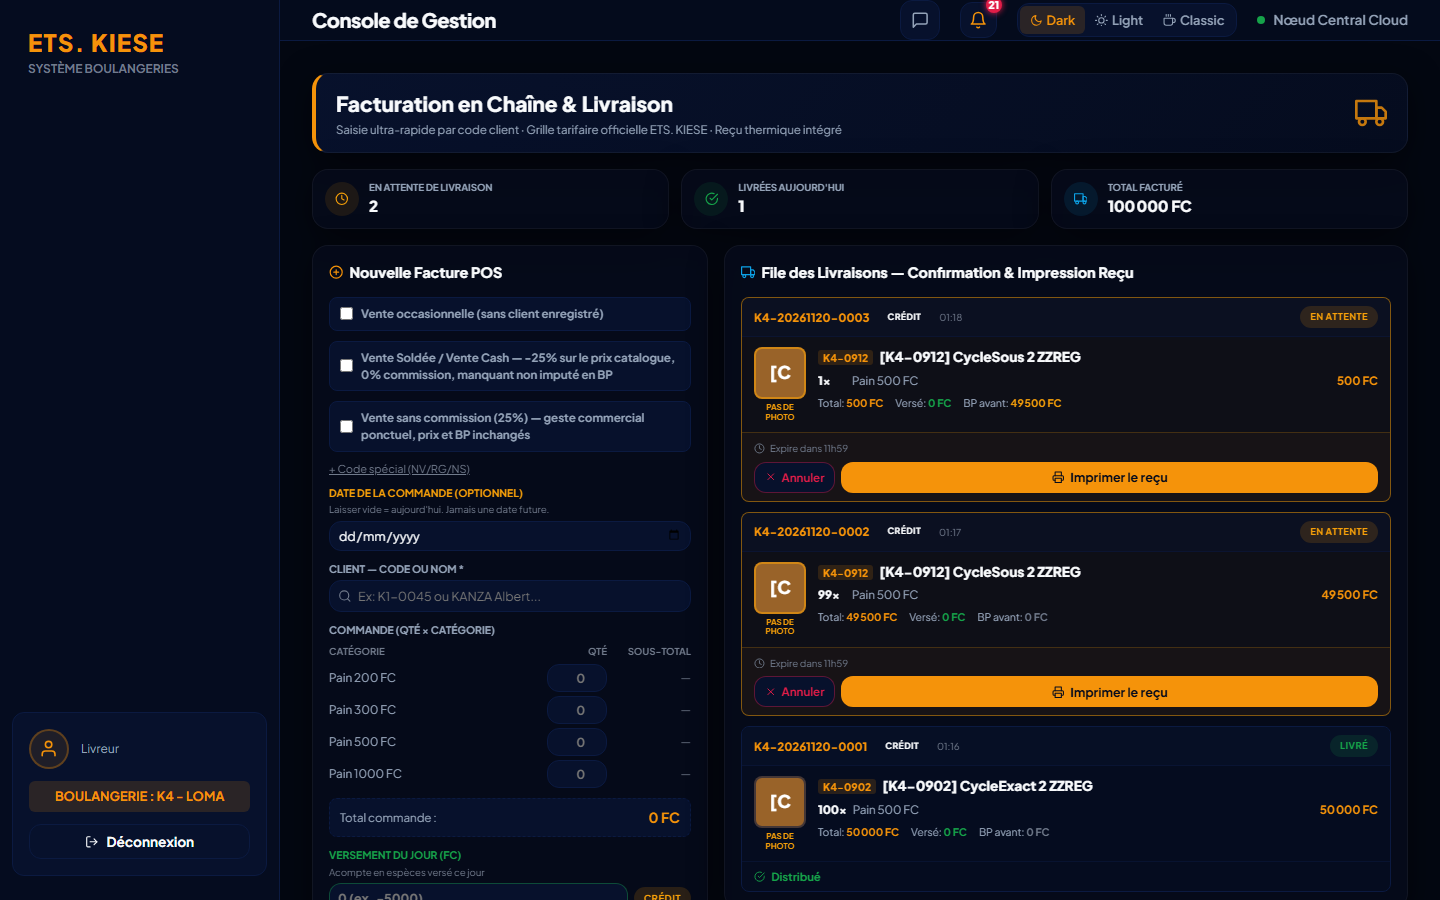 ETS. KIESE
SYSTÈME BOULANGERIES
Livreur
BOULANGERIE : K4 - LOMA
Déconnexion
Console de Gestion
21
Dark
Light
Classic
Nœud Central Cloud
Facturation en Chaîne & Livraison
Saisie ultra-rapide par code client · Grille tarifaire officielle ETS. KIESE · Reçu thermique intégré
EN ATTENTE DE LIVRAISON
2
LIVRÉES AUJOURD'HUI
1
TOTAL FACTURÉ
100 000 FC
Nouvelle Facture POS
Vente occasionnelle (sans client enregistré)
Vente Soldée / Vente Cash — -25% sur le prix catalogue,
0% commission, manquant non imputé en BP
Vente sans commission (25%) — geste commercial
ponctuel, prix et BP inchangés
+ Code spécial (NV/RG/NS)
DATE DE LA COMMANDE (OPTIONNEL)
Laisser vide = aujourd'hui. Jamais une date future.
dd/mm/yyyy
CLIENT — CODE OU NOM *
Ex: K1-0045 ou KANZA Albert...
COMMANDE (QTÉ × CATÉGORIE)
CATÉGORIE QTÉ SOUS-TOTAL
Pain 200 FC 0 —
Pain 300 FC 0 —
Pain 500 FC 0 —
Pain 1000 FC 0 —
Total commande : 0 FC
VERSEMENT DU JOUR (FC)
Acompte en espèces versé ce jour
0 (ex. -5000) CRÉDIT
File des Livraisons — Confirmation & Impression Reçu
K4-20261120-0003 CRÉDIT 01:18 EN ATTENTE
[C
PAS DE
PHOTO
K4-0912 [K4-0912] CycleSous 2 ZZREG
1× Pain 500 FC 500 FC
Total: 500 FC Versé: 0 FC BP avant: 49 500 FC
Expire dans 11h59
Annuler
Imprimer le reçu
K4-20261120-0002 CRÉDIT 01:17 EN ATTENTE
[C
PAS DE
PHOTO
K4-0912 [K4-0912] CycleSous 2 ZZREG
99× Pain 500 FC 49 500 FC
Total: 49 500 FC Versé: 0 FC BP avant: 0 FC
Expire dans 11h59
Annuler
Imprimer le reçu
K4-20261120-0001 CRÉDIT 01:16 LIVRÉ
[C
PAS DE
PHOTO
K4-0902 [K4-0902] CycleExact 2 ZZREG
100× Pain 500 FC 50 000 FC
Total: 50 000 FC Versé: 0 FC BP avant: 0 FC
Distribué